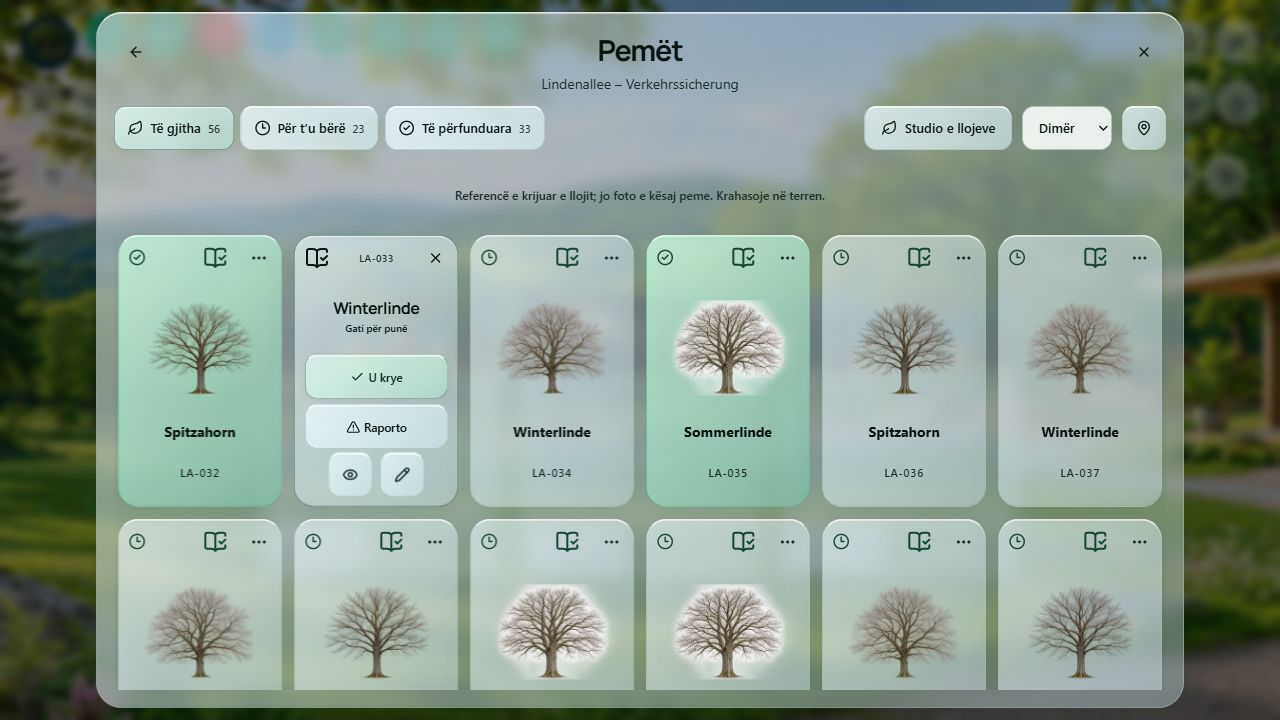 Pemët
Lindenallee – Verkehrssicherung
Të gjitha 56
Për t'u bërë 23
Të përfunduara 33
Studio e llojeve
Dimër
Referencë e krijuar e llojit; jo foto e kësaj peme. Krahasoje në terren.
Spitzahorn
LA-032
LA-033
Winterlinde
Gati për punë
U krye
Raporto
Winterlinde
LA-034
Sommerlinde
LA-035
Spitzahorn
LA-036
Winterlinde
LA-037